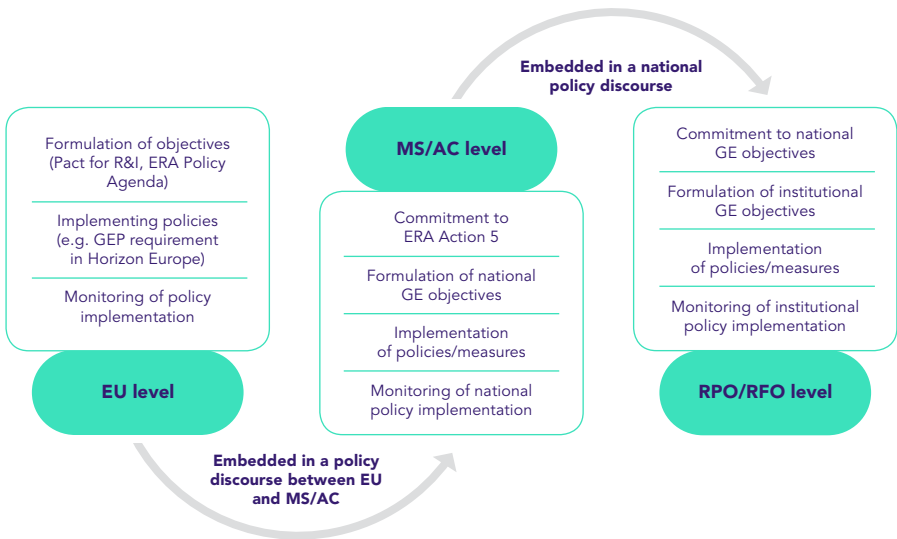 Formulation of objectives
(Pact for R&I, ERA Policy
Agenda)
Implementing policies
(e.g. GEP requirement
in Horizon Europe)
Monitoring of policy
implementation
EU level
Embedded in a policy
discourse between EU
and MS/AC
MS/AC level
Commitment to
ERA Action 5
Formulation of national
GE objectives
Implementation
of policies/measures
Monitoring of national
policy implementation
Embedded in a national
policy discourse
Commitment to national
GE objectives
Formulation of institutional
GE objectives
Implementation
of policies/measures
Monitoring of institutional
policy implementation
RPO/RFO level